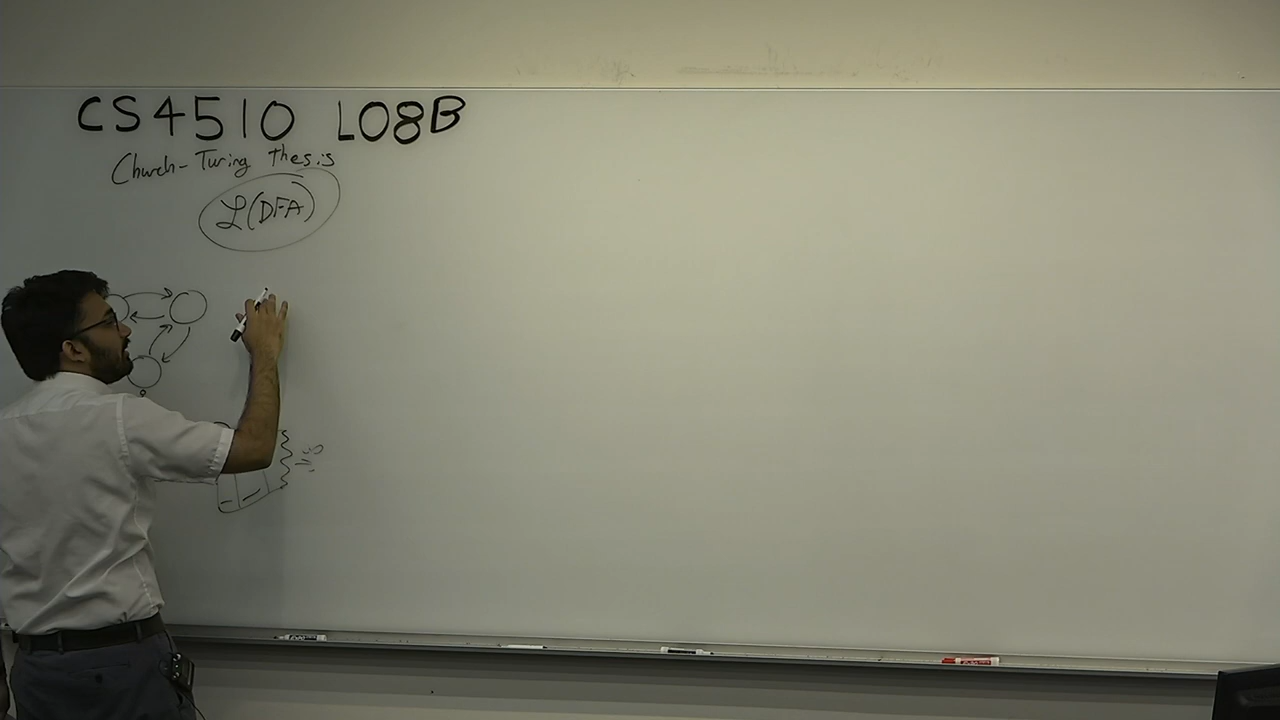 CS4510 L08B
Church-Turing thesis
ℒ(DFA)